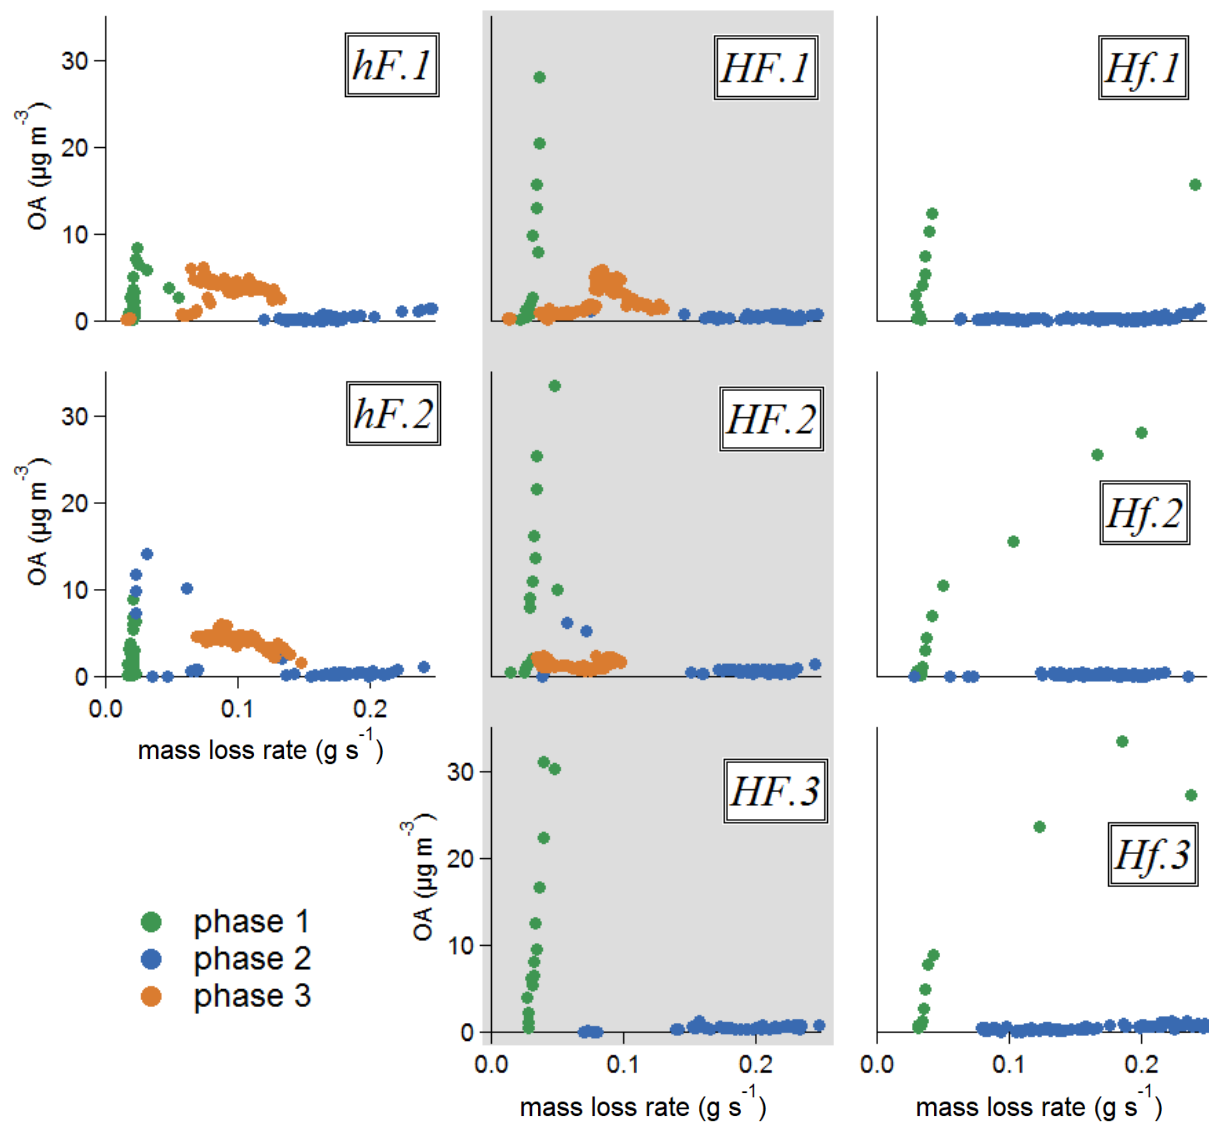 hF.1
HF.1
Hf.1
OA (µg m⁻³)
30
20
10
0
hF.2
HF.2
Hf.2
OA (µg m⁻³)
30
20
10
0
0.0 0.1 0.2
mass loss rate (g s⁻¹)
HF.3
Hf.3
OA (µg m⁻³)
30
20
10
0
0.0 0.1 0.2
mass loss rate (g s⁻¹)
0.0 0.1 0.2
mass loss rate (g s⁻¹)
phase 1
phase 2
phase 3